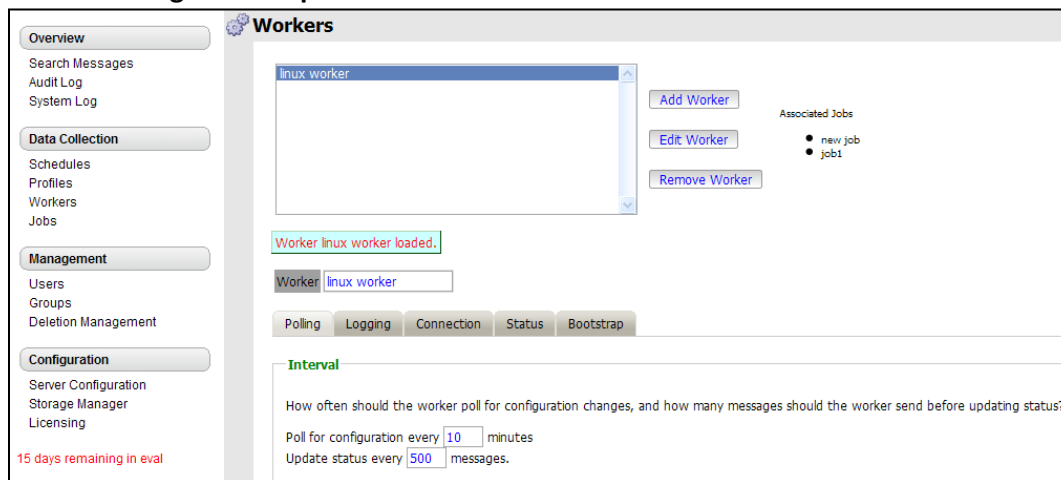 Workers
Overview
Search Messages
Audit Log
System Log
Data Collection
Schedules
Profiles
Workers
Jobs
Management
Users
Groups
Deletion Management
Configuration
Server Configuration
Storage Manager
Licensing
15 days remaining in eval
linux worker
Add Worker
Edit Worker
Remove Worker
Associated Jobs
new job
job1
Worker linux worker loaded.
Worker linux worker
Polling Logging Connection Status Bootstrap
Interval
How often should the worker poll for configuration changes, and how many messages should the worker send before updating status?
Poll for configuration every 10 minutes
Update status every 500 messages.